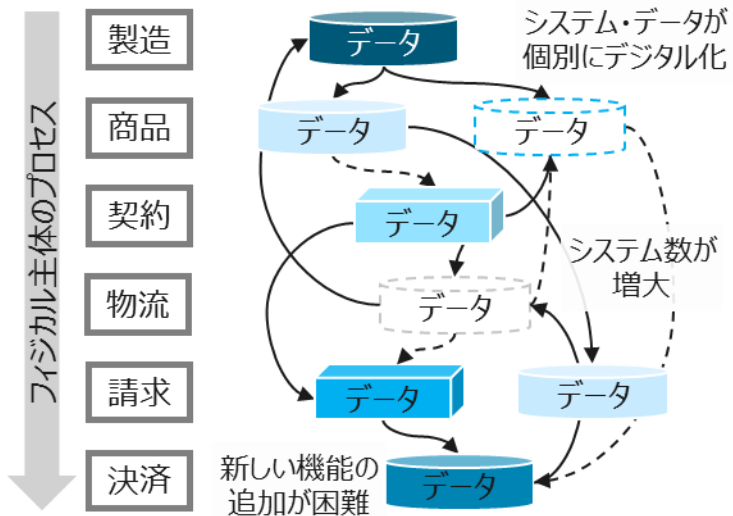 フィジカル主体のプロセス
製造
商品
契約
物流
請求
決済
システム・データが
個別にデジタル化
データ
データ
データ
データ
システム数が
増大
データ
データ
データ
新しい機能の
追加が困難
データ